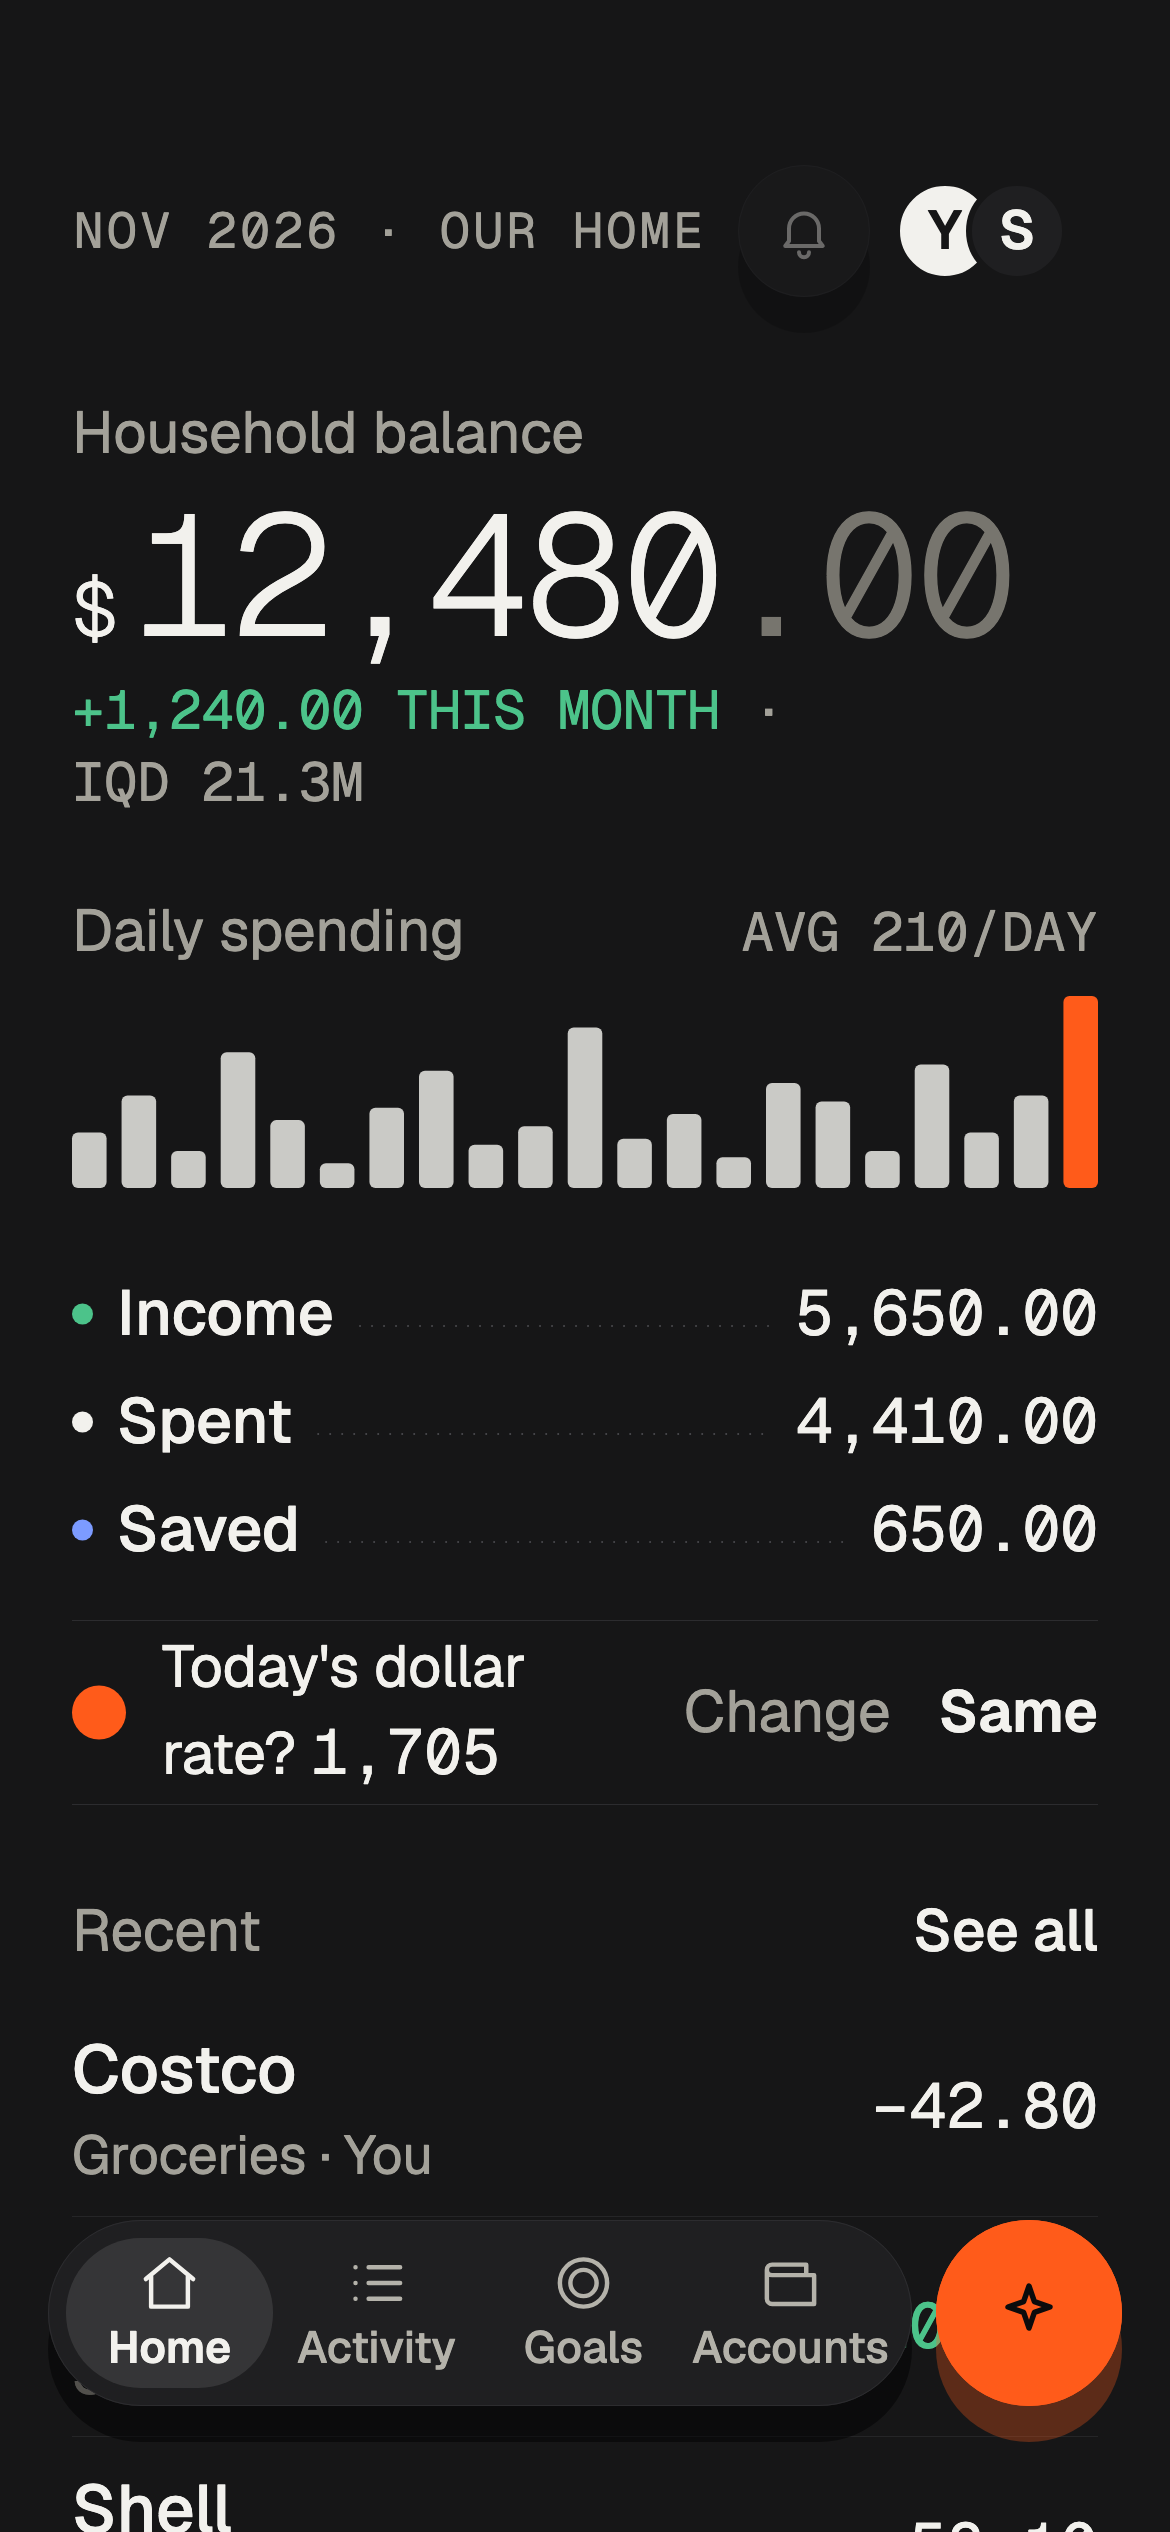 NOV 2026 · OUR HOME
Y S
Household balance
$12,480.00
+1,240.00 THIS MONTH ·
IQD 21.3M
Daily spending AVG 210/DAY
Income 5,650.00
Spent 4,410.00
Saved 650.00
Today's dollar
rate? 1,705
Change Same
Recent See all
Costco
−42.80
Groceries · You
Home Activity Goals Accounts
Shell